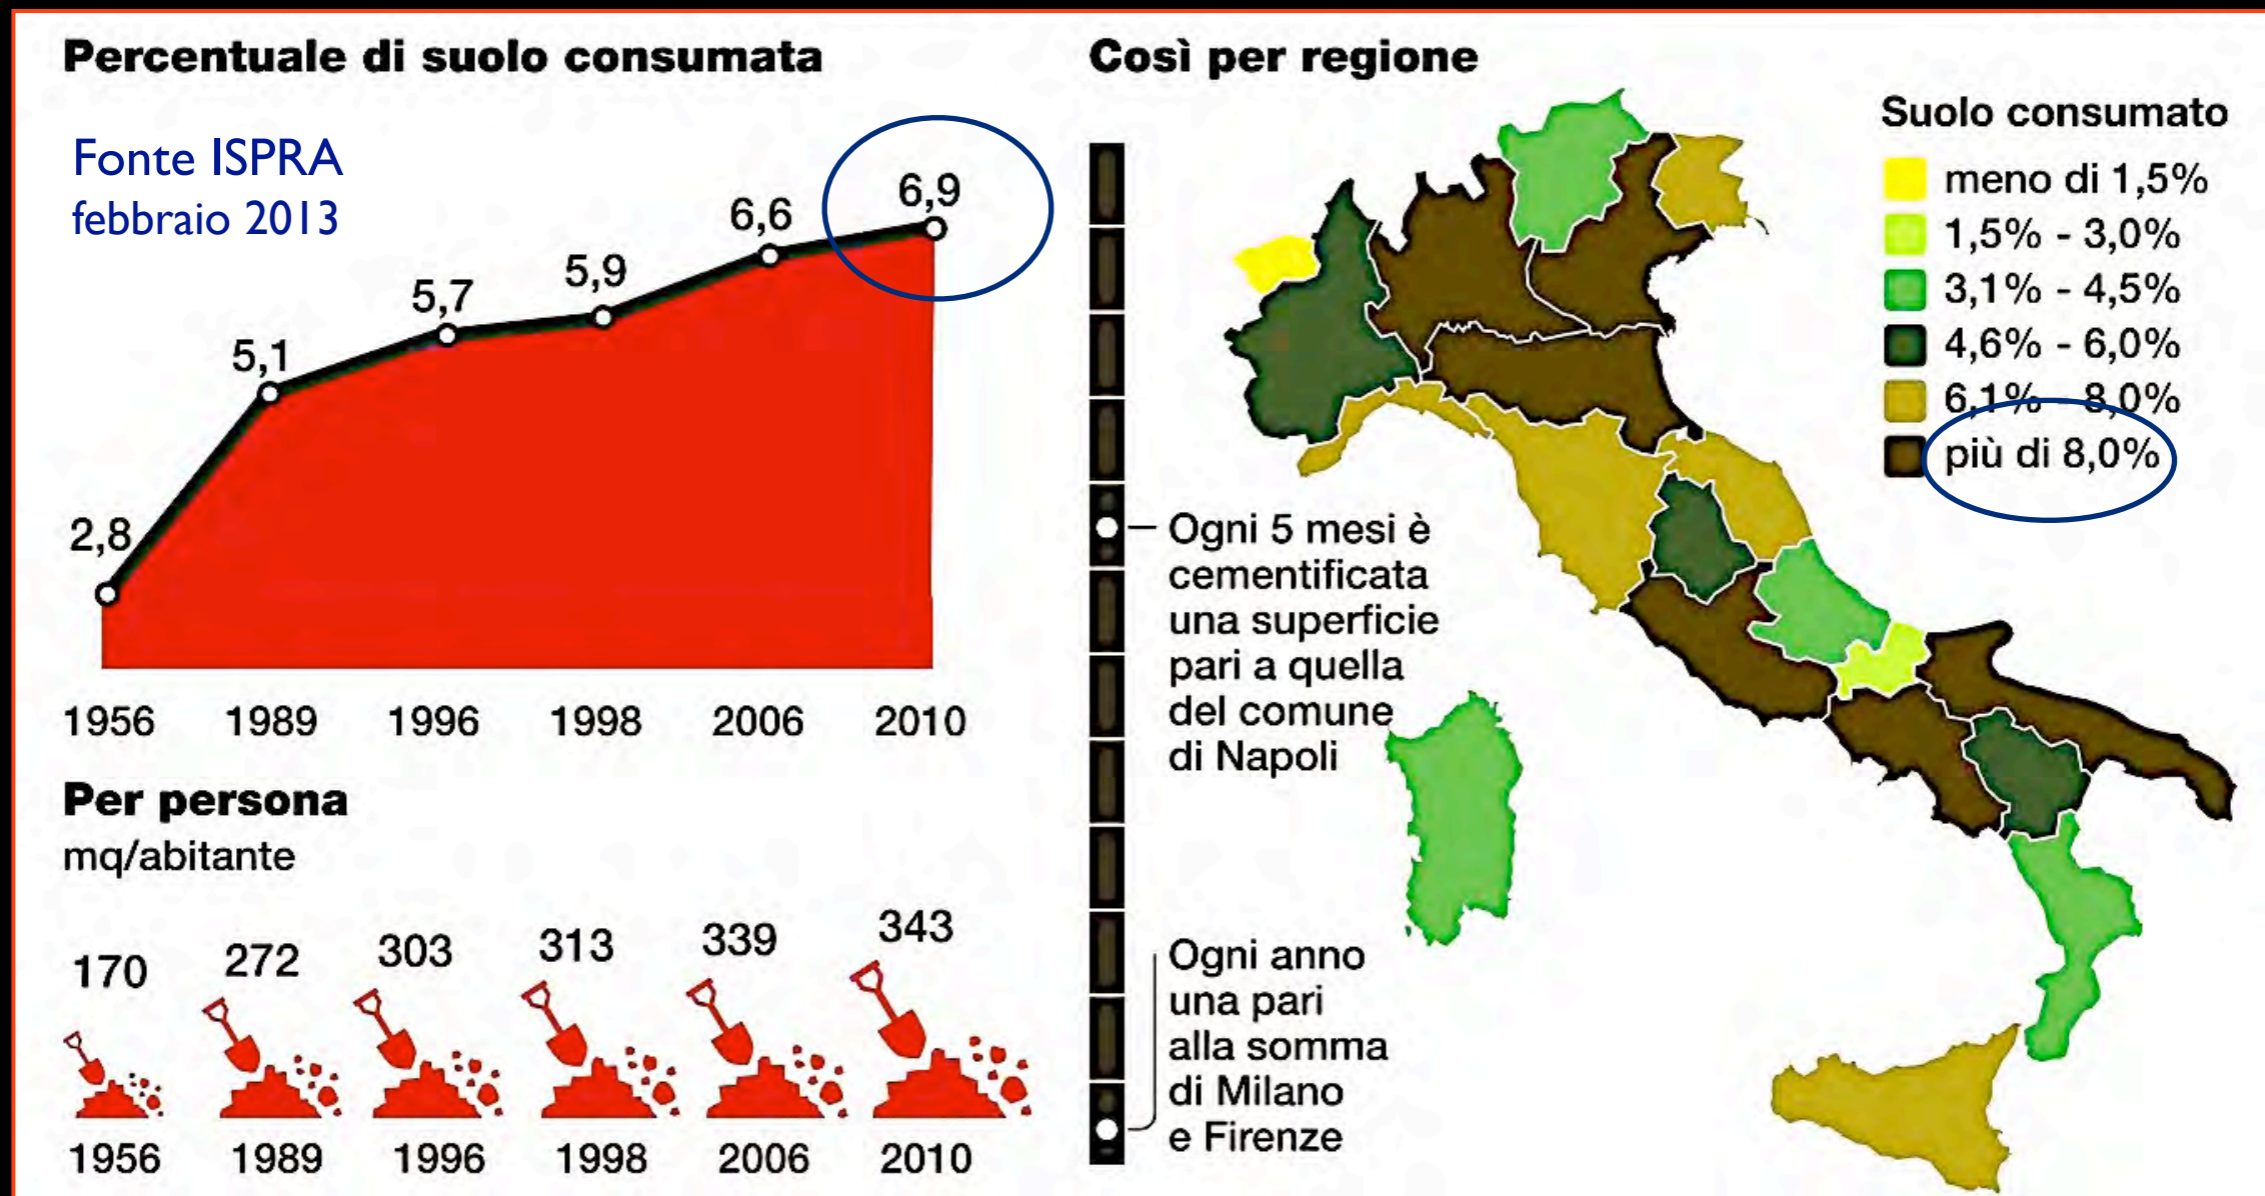 Percentuale di suolo consumata
Fonte ISPRA
febbraio 2013
2,8
5,1
5,7
5,9
6,6
6,9
1956 1989 1996 1998 2006 2010
Per persona
mq/abitante
170 272 303 313 339 343
1956 1989 1996 1998 2006 2010
Così per regione
Suolo consumato
meno di 1,5%
1,5% - 3,0%
3,1% - 4,5%
4,6% - 6,0%
6,1% - 8,0%
più di 8,0%
Ogni 5 mesi è
cementificata
una superficie
pari a quella
del comune
di Napoli
Ogni anno
una pari
alla somma
di Milano
e Firenze